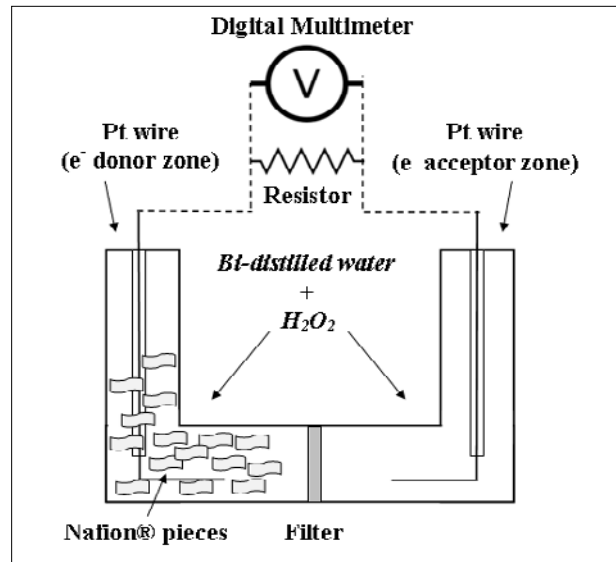 Digital Multimeter
V
Pt wire
(e⁻ donor zone)
Pt wire
(e acceptor zone)
Resistor
Bi-distilled water
+
H₂O₂
Nafion® pieces
Filter